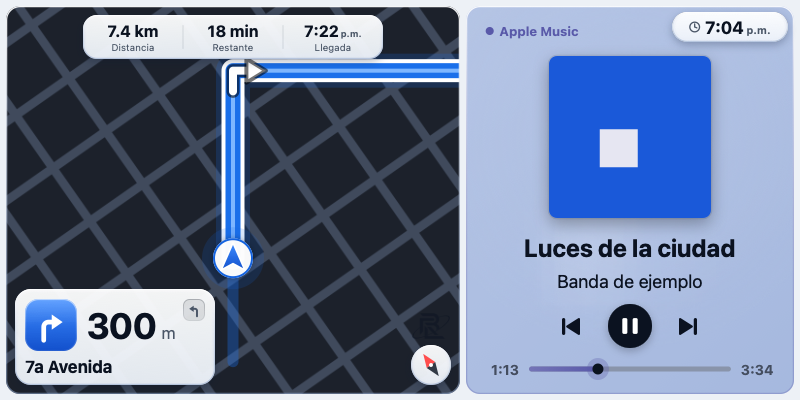 7.4 km
Distancia
18 min
Restante
7:22 p.m.
Llegada
300 m
7a Avenida
Apple Music
7:04 p.m.
Luces de la ciudad
Banda de ejemplo
1:13
3:34